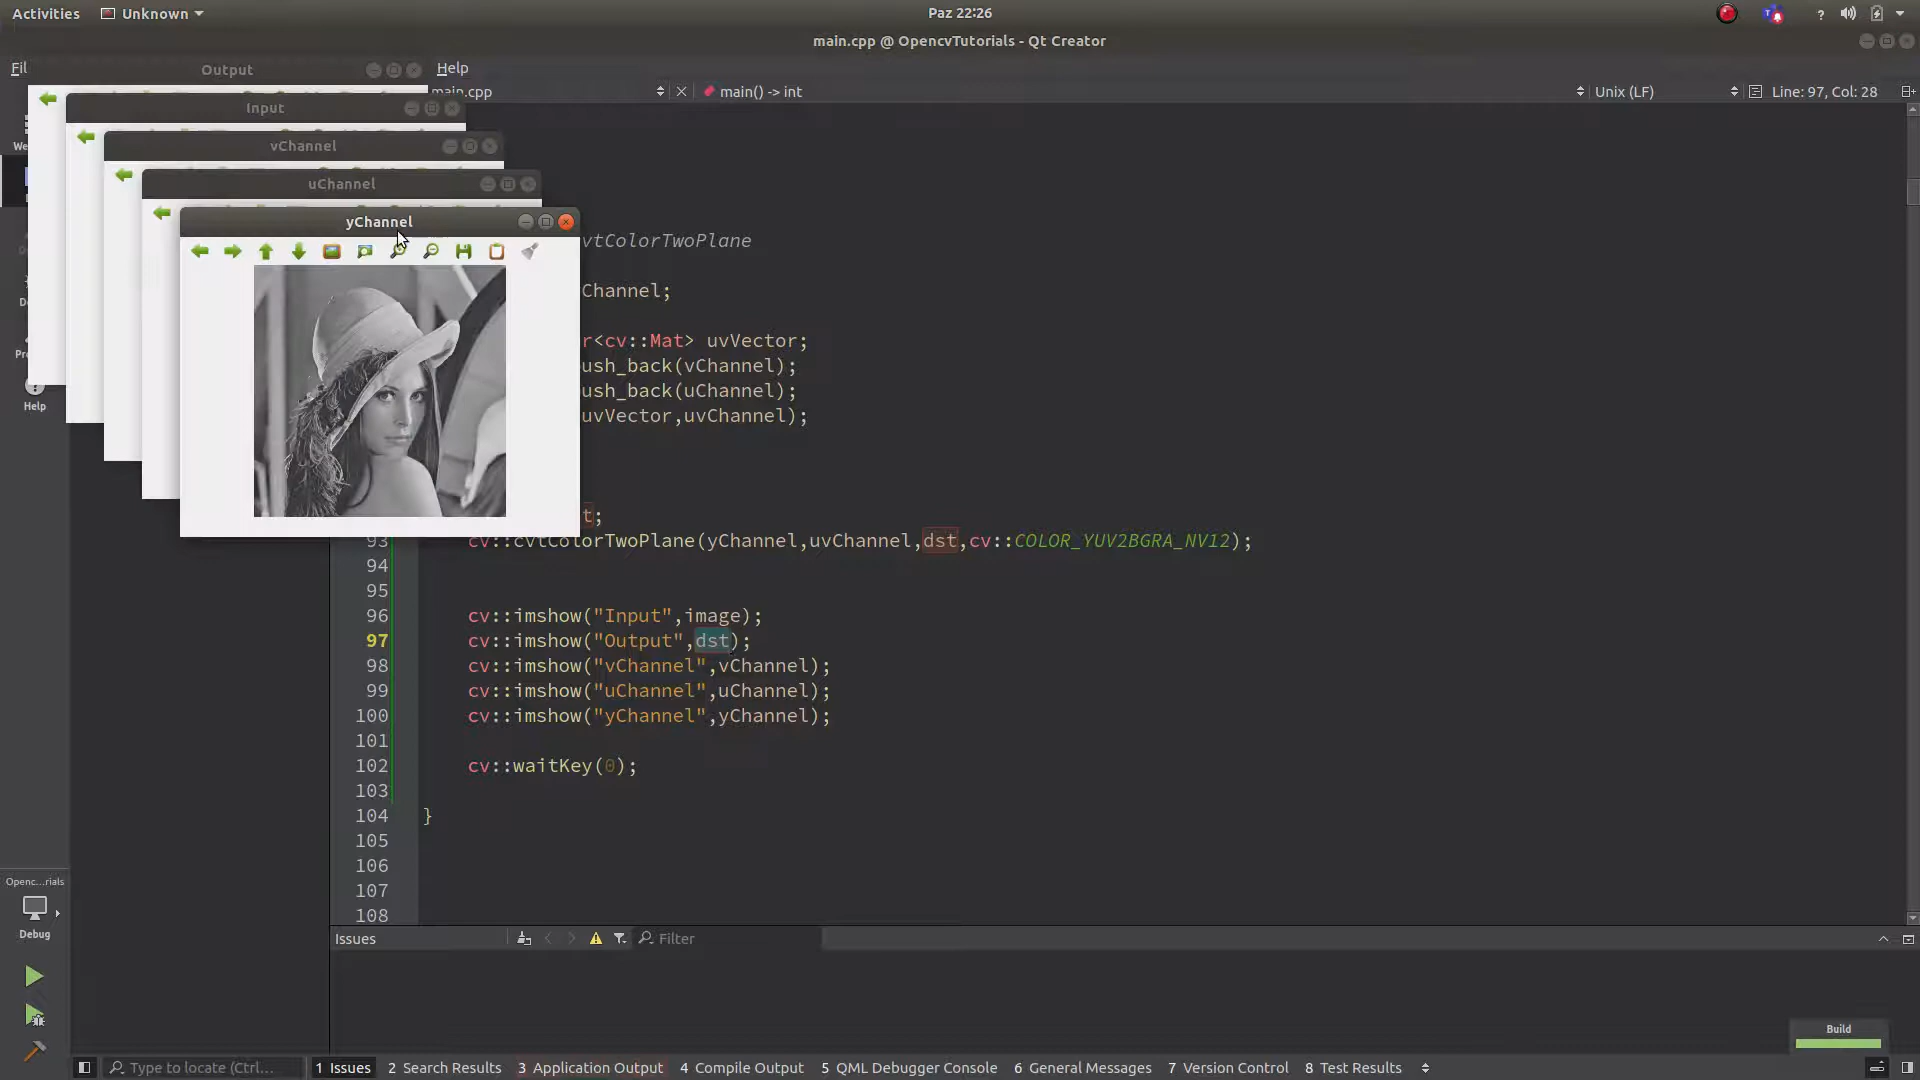 Activities Unknown Paz 22:26 ?
main.cpp @ OpencvTutorials - Qt Creator
Fil Output Help
main.cpp main() -> int Unix (LF) Line: 97, Col: 28
Input
vChannel
uChannel
yChannel
vtColorTwoPlane
Channel;
r<cv::Mat> uvVector;
ush_back(vChannel);
ush_back(uChannel);
uvVector,uvChannel);
Help
t;
93 cv::cvtColorTwoPlane(yChannel,uvChannel,dst,cv::COLOR_YUV2BGRA_NV12);
94
95
96 cv::imshow("Input",image);
97 cv::imshow("Output",dst);
98 cv::imshow("vChannel",vChannel);
99 cv::imshow("uChannel",uChannel);
100 cv::imshow("yChannel",yChannel);
101
102 cv::waitKey(0);
103
104 }
105
106
107
108
Openc...rials
Debug
Issues Filter
Build
Type to locate (Ctrl... 1 Issues 2 Search Results 3 Application Output 4 Compile Output 5 QML Debugger Console 6 General Messages 7 Version Control 8 Test Results